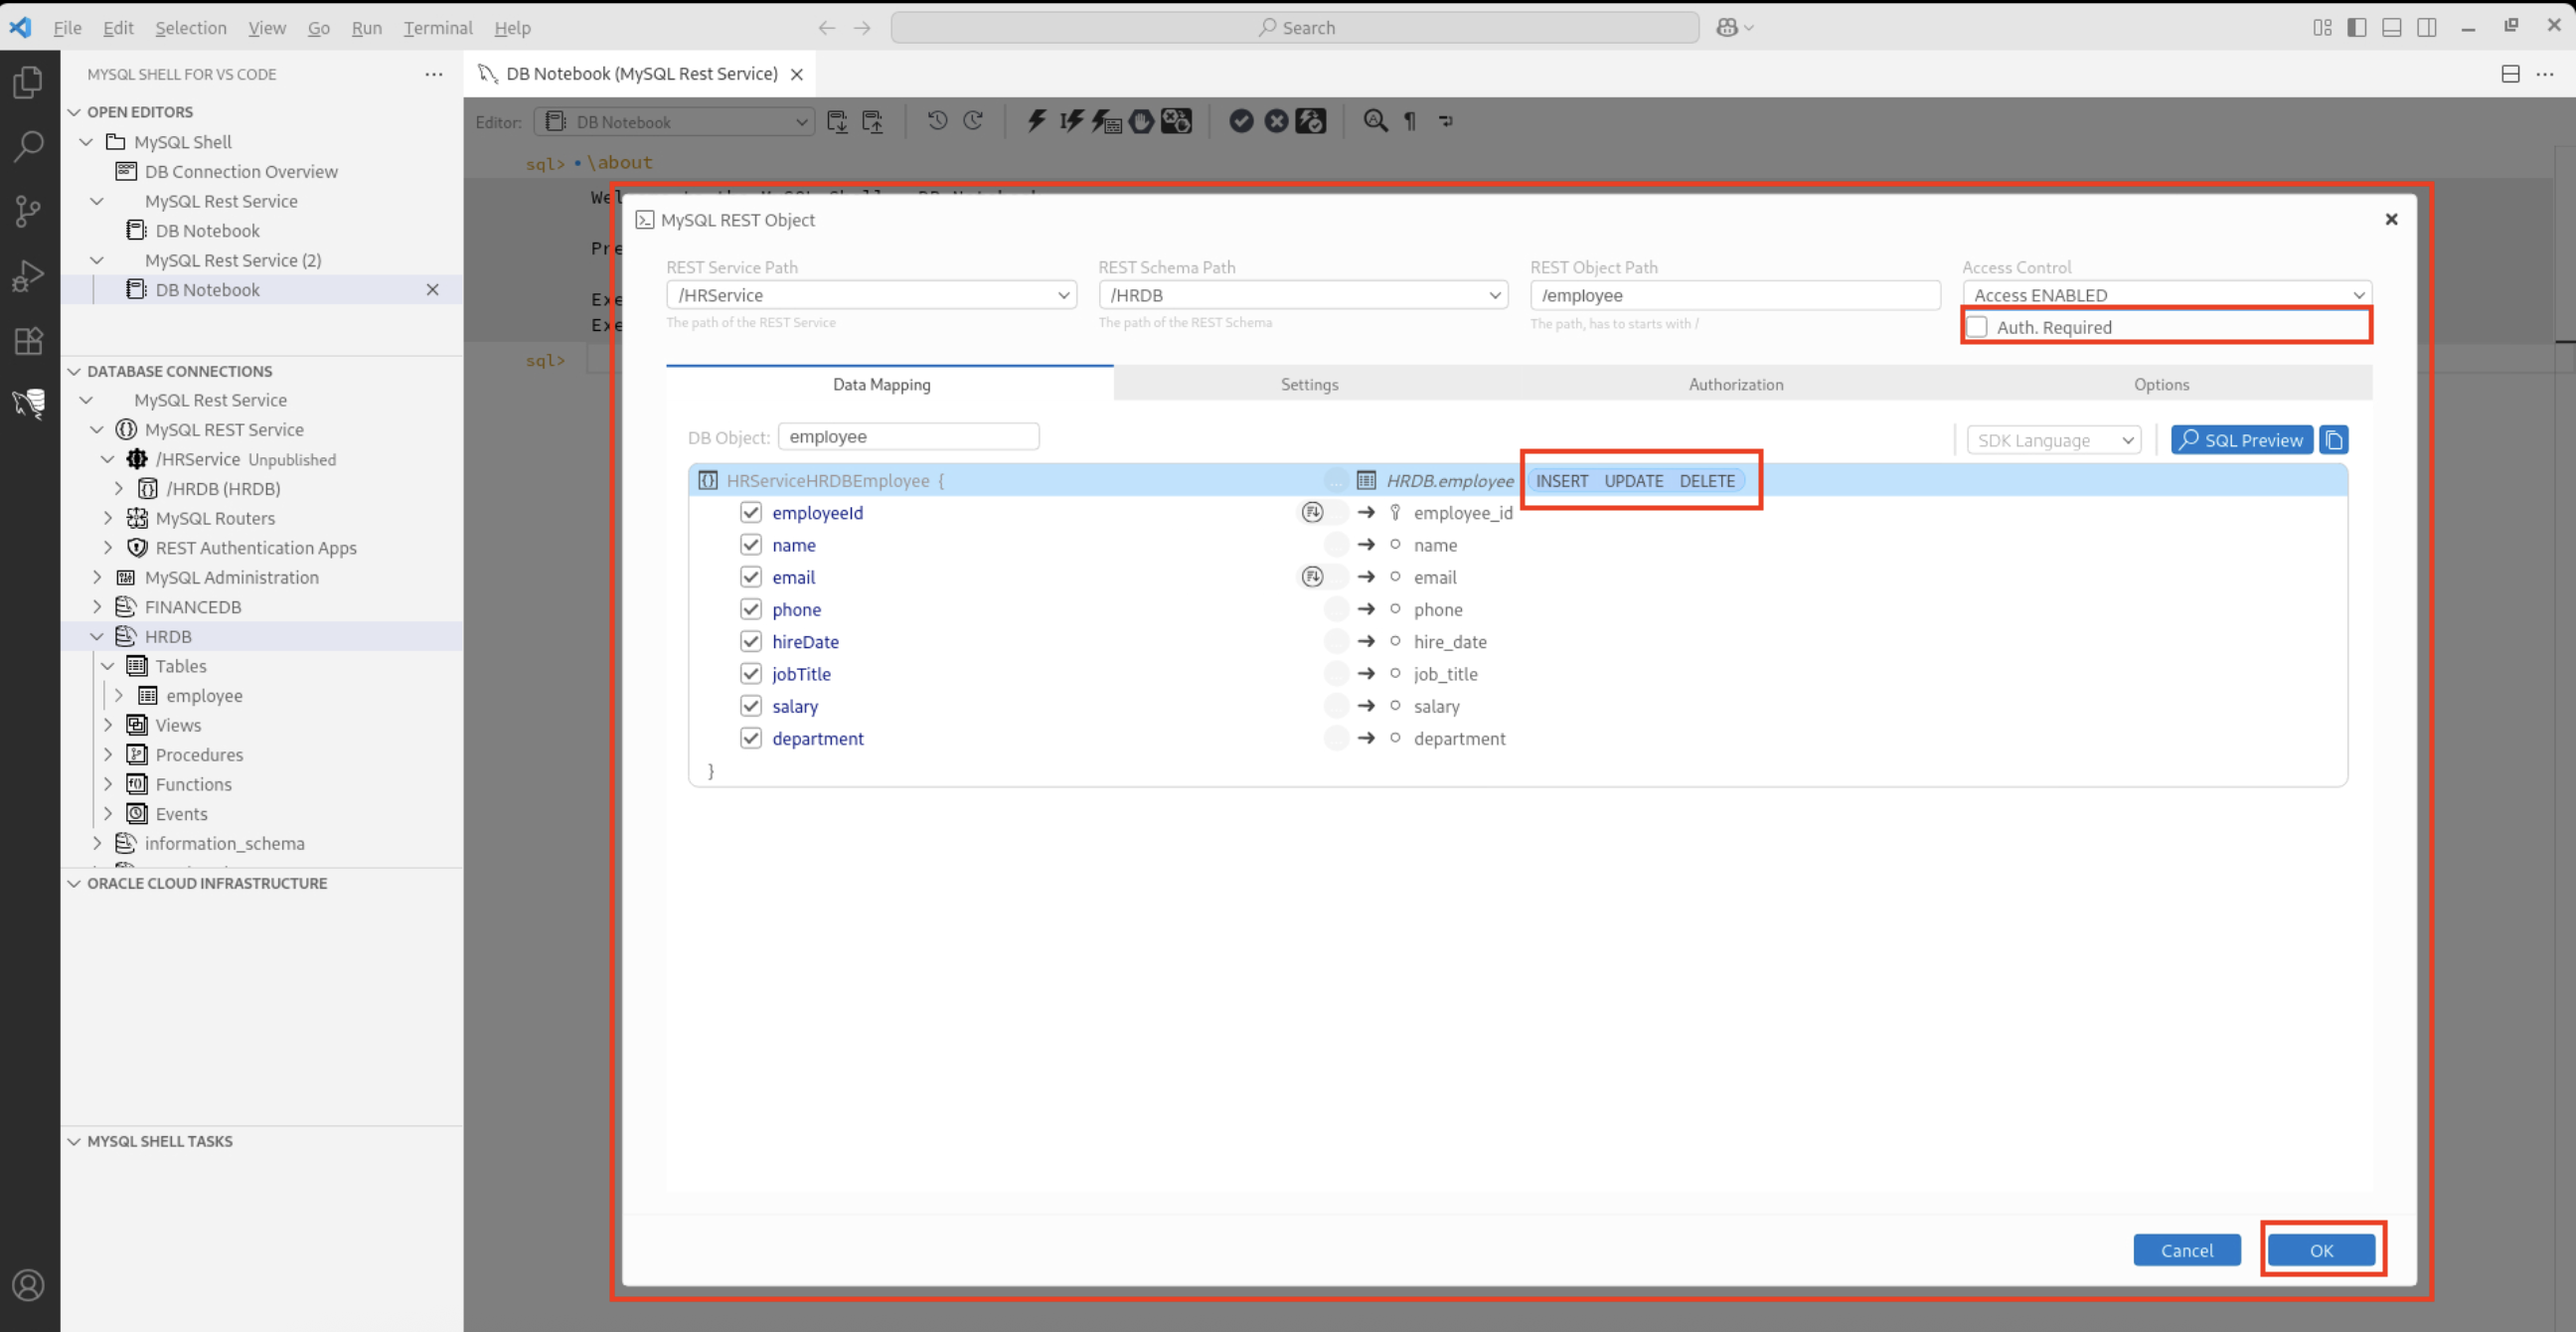 File Edit Selection View Go Run Terminal Help
Search
MYSQL SHELL FOR VS CODE
OPEN EDITORS
MySQL Shell
DB Connection Overview
MySQL Rest Service
DB Notebook
MySQL Rest Service (2)
DB Notebook
DATABASE CONNECTIONS
MySQL Rest Service
MySQL REST Service
/HRService Unpublished
/HRDB (HRDB)
MySQL Routers
REST Authentication Apps
MySQL Administration
FINANCEDB
HRDB
Tables
employee
Views
Procedures
Functions
Events
information_schema
ORACLE CLOUD INFRASTRUCTURE
MYSQL SHELL TASKS
DB Notebook (MySQL Rest Service)
Editor: DB Notebook
sql> \about
Wel
Pre
Exe
Exe
sql>
MySQL REST Object
REST Service Path REST Schema Path REST Object Path Access Control
/HRService /HRDB /employee Access ENABLED
The path of the REST Service The path of the REST Schema The path, has to starts with / Auth. Required
Data Mapping Settings Authorization Options
DB Object: employee SDK Language SQL Preview
HRServiceHRDBEmployee { HRDB.employee INSERT UPDATE DELETE
employeeId employee_id
name name
email email
phone phone
hireDate hire_date
jobTitle job_title
salary salary
department department
}
Cancel OK